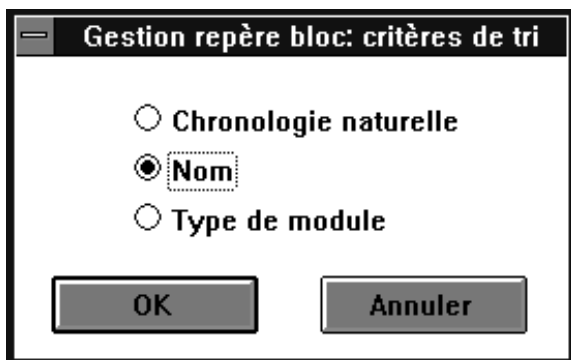 Gestion repère bloc: critères de tri
Chronologie naturelle
Nom
Type de module
OK Annuler